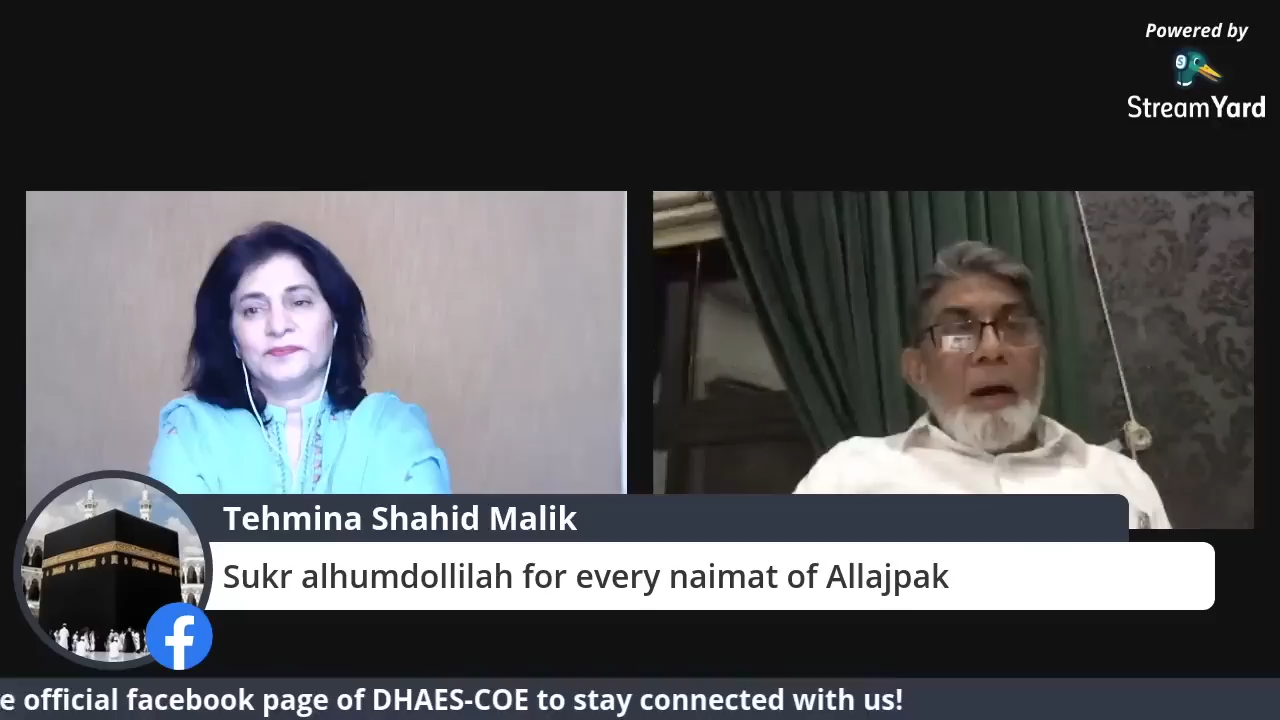 Powered by
StreamYard
Tehmina Shahid Malik
Sukr alhumdollilah for every naimat of Allajpak
e official facebook page of DHAES-COE to stay connected with us!